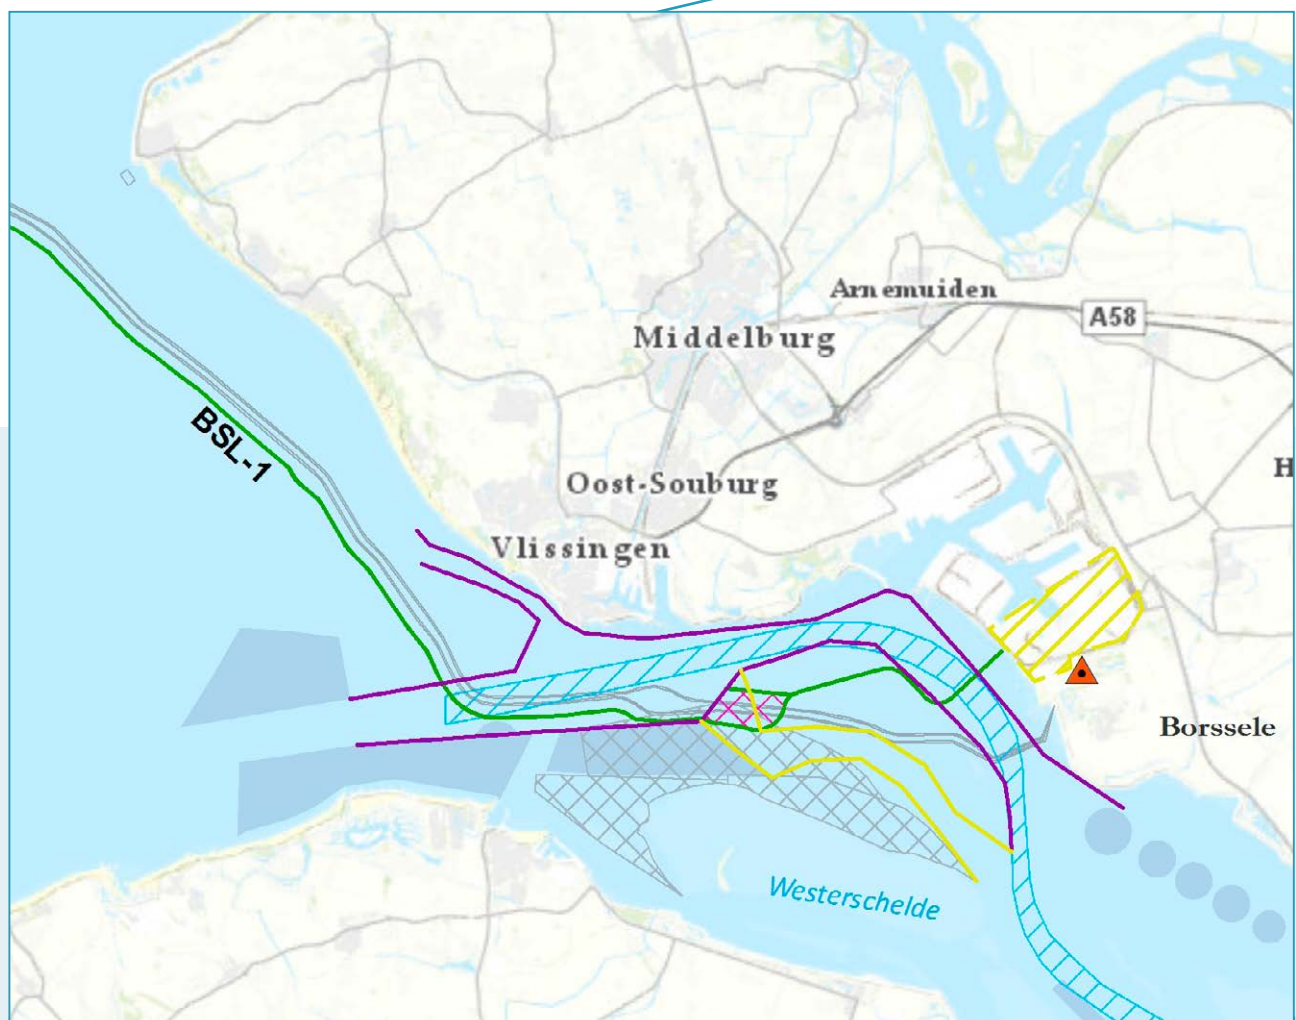 Arnemuiden
A58
Middelburg
BSL-1
H
Oost-Souburg
Vlissingen
Borssele
Westerschelde